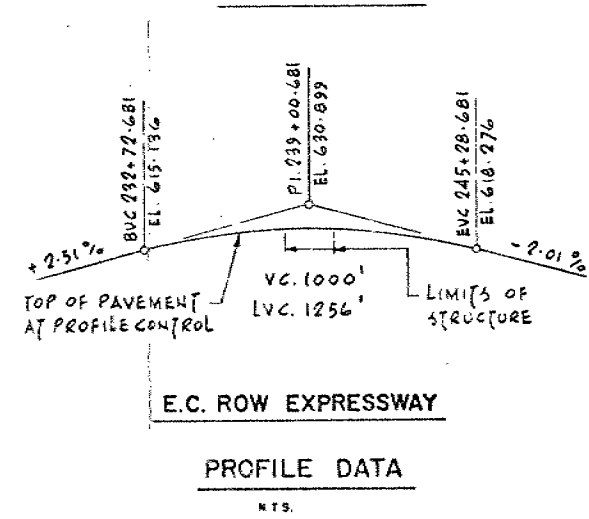 BVC 232+72.681
EL. 615.136
P.I. 239+00.681
EL. 630.899
EVC 245+28.681
EL 618.276
+ 2.51 %
- 2.01 %
TOP OF PAVEMENT
AT PROFILE CONTROL
VC. 1000'
LVC. 1256'
LIMITS OF
STRUCTURE
E.C. ROW EXPRESSWAY
PROFILE DATA
N.T.S.